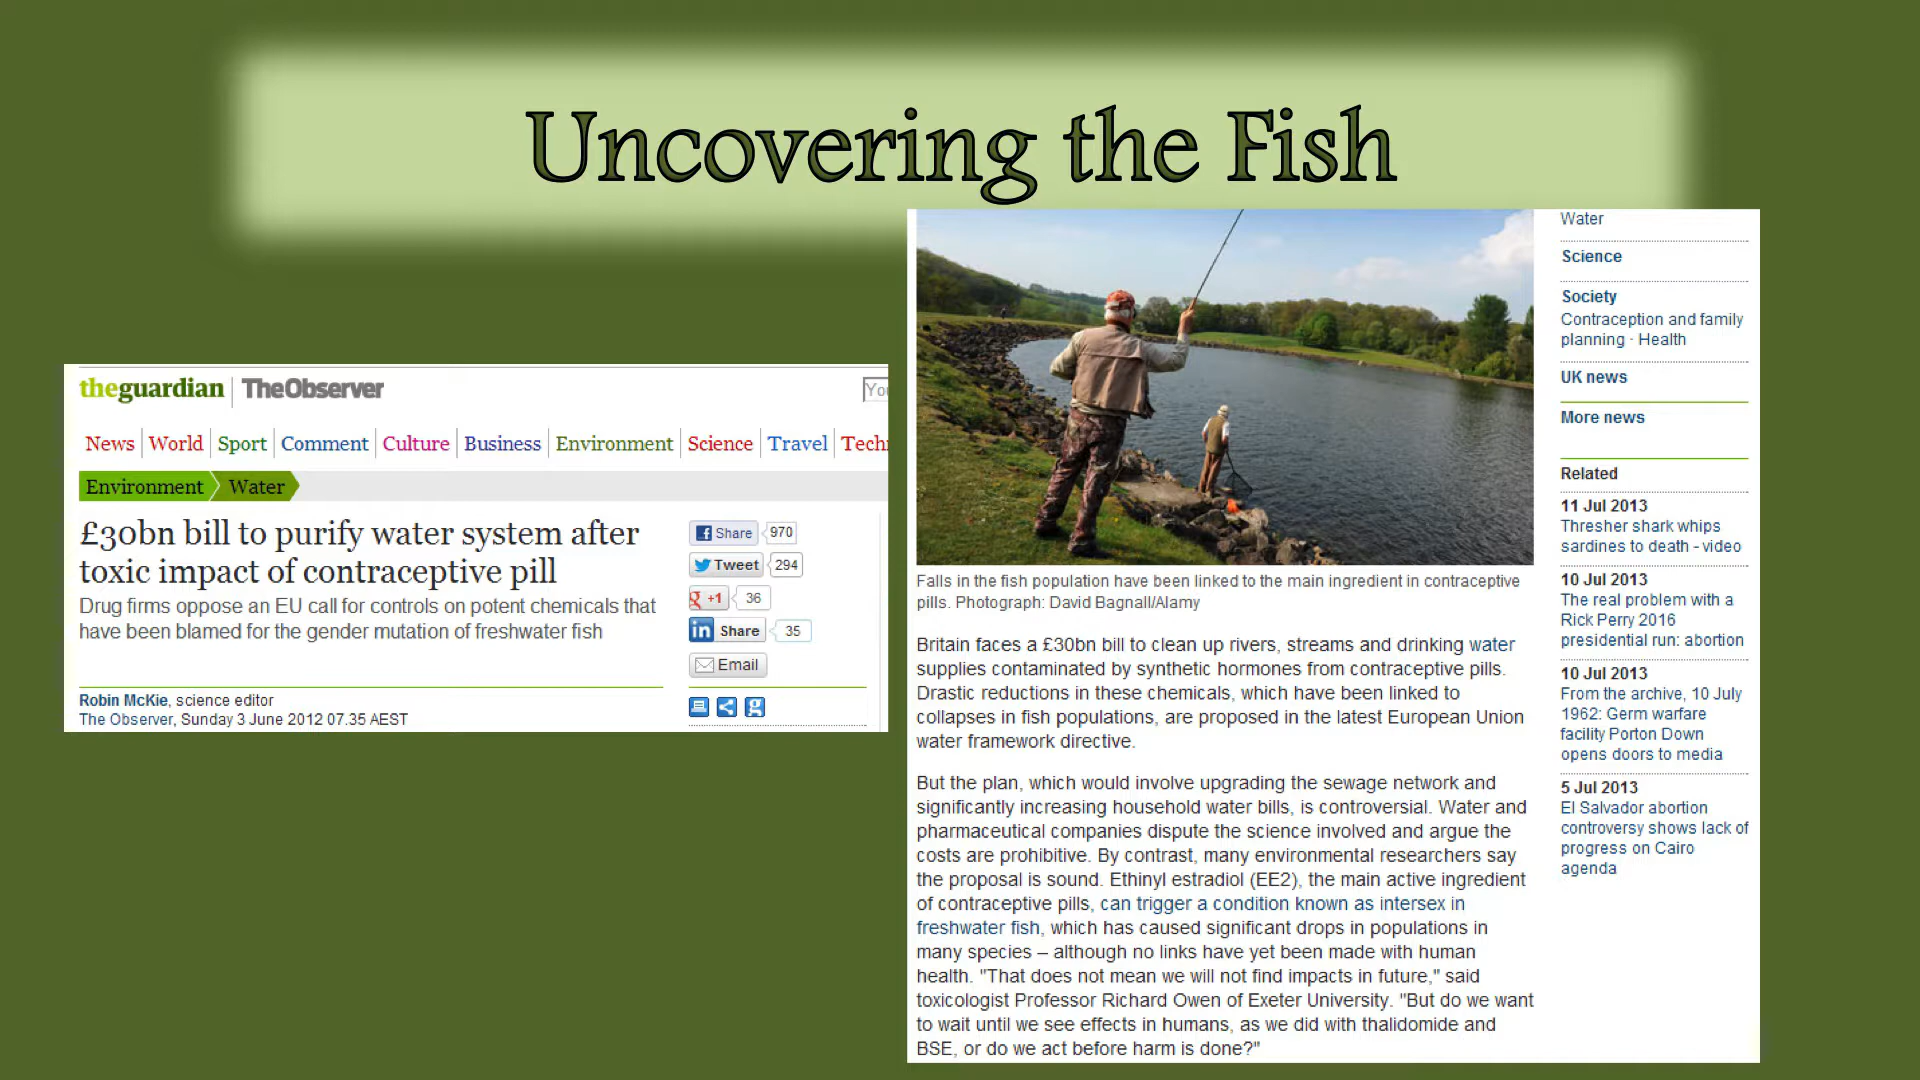 Uncovering the Fish
theguardian | TheObserver
You
News | World | Sport | Comment | Culture | Business | Environment | Science | Travel | Techn
Environment Water
£30bn bill to purify water system after
toxic impact of contraceptive pill
Drug firms oppose an EU call for controls on potent chemicals that
have been blamed for the gender mutation of freshwater fish
Robin McKie, science editor
The Observer, Sunday 3 June 2012 07.35 AEST
Share 970
Tweet 294
+1 36
Share 35
Email
Falls in the fish population have been linked to the main ingredient in contraceptive
pills. Photograph: David Bagnall/Alamy
Britain faces a £30bn bill to clean up rivers, streams and drinking water
supplies contaminated by synthetic hormones from contraceptive pills.
Drastic reductions in these chemicals, which have been linked to
collapses in fish populations, are proposed in the latest European Union
water framework directive.
But the plan, which would involve upgrading the sewage network and
significantly increasing household water bills, is controversial. Water and
pharmaceutical companies dispute the science involved and argue the
costs are prohibitive. By contrast, many environmental researchers say
the proposal is sound. Ethinyl estradiol (EE2), the main active ingredient
of contraceptive pills, can trigger a condition known as intersex in
freshwater fish, which has caused significant drops in populations in
many species – although no links have yet been made with human
health. "That does not mean we will not find impacts in future," said
toxicologist Professor Richard Owen of Exeter University. "But do we want
to wait until we see effects in humans, as we did with thalidomide and
BSE, or do we act before harm is done?"
Water
Science
Society
Contraception and family
planning · Health
UK news
More news
Related
11 Jul 2013
Thresher shark whips
sardines to death - video
10 Jul 2013
The real problem with a
Rick Perry 2016
presidential run: abortion
10 Jul 2013
From the archive, 10 July
1962: Germ warfare
facility Porton Down
opens doors to media
5 Jul 2013
El Salvador abortion
controversy shows lack of
progress on Cairo
agenda